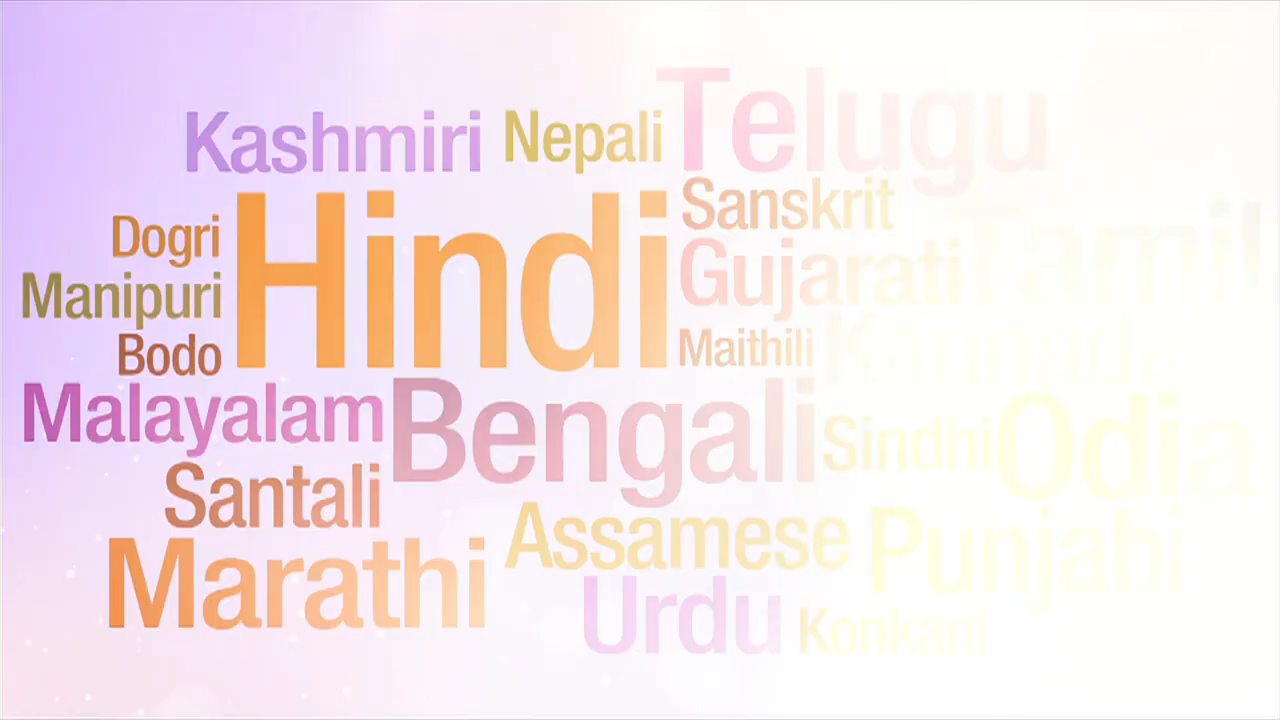 Telugu
Kashmiri Nepali
Sanskrit
Dogri Hindi Gujarati Tamil
Manipuri
Bodo Maithili Kannada
Malayalam Bengali Sindhi Odia
Santali
Assamese Punjabi
Marathi
Urdu Konkani